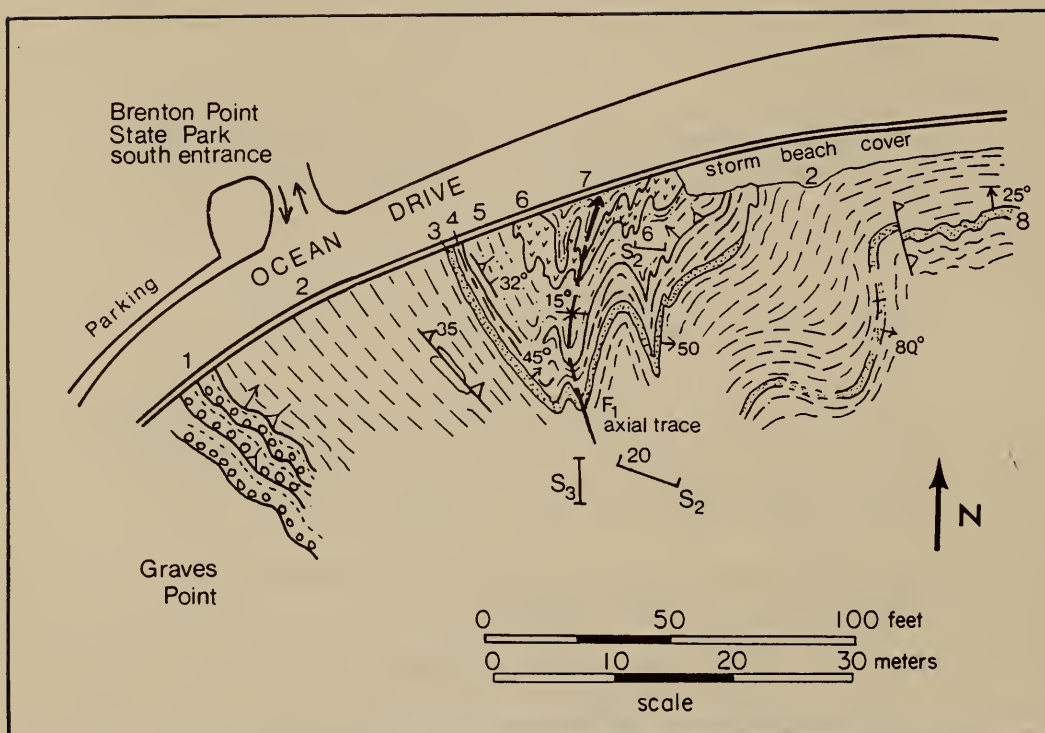 Brenton Point
State Park
south entrance
Parking
OCEAN DRIVE
storm beach cover
1
2
3
4
5
6
7
2
8
25°
6
S₂
32°
15°
35
45°
50
80°
F₁
axial trace
20
S₃
S₂
N
Graves
Point
0 50 100 feet
0 10 20 30 meters
scale